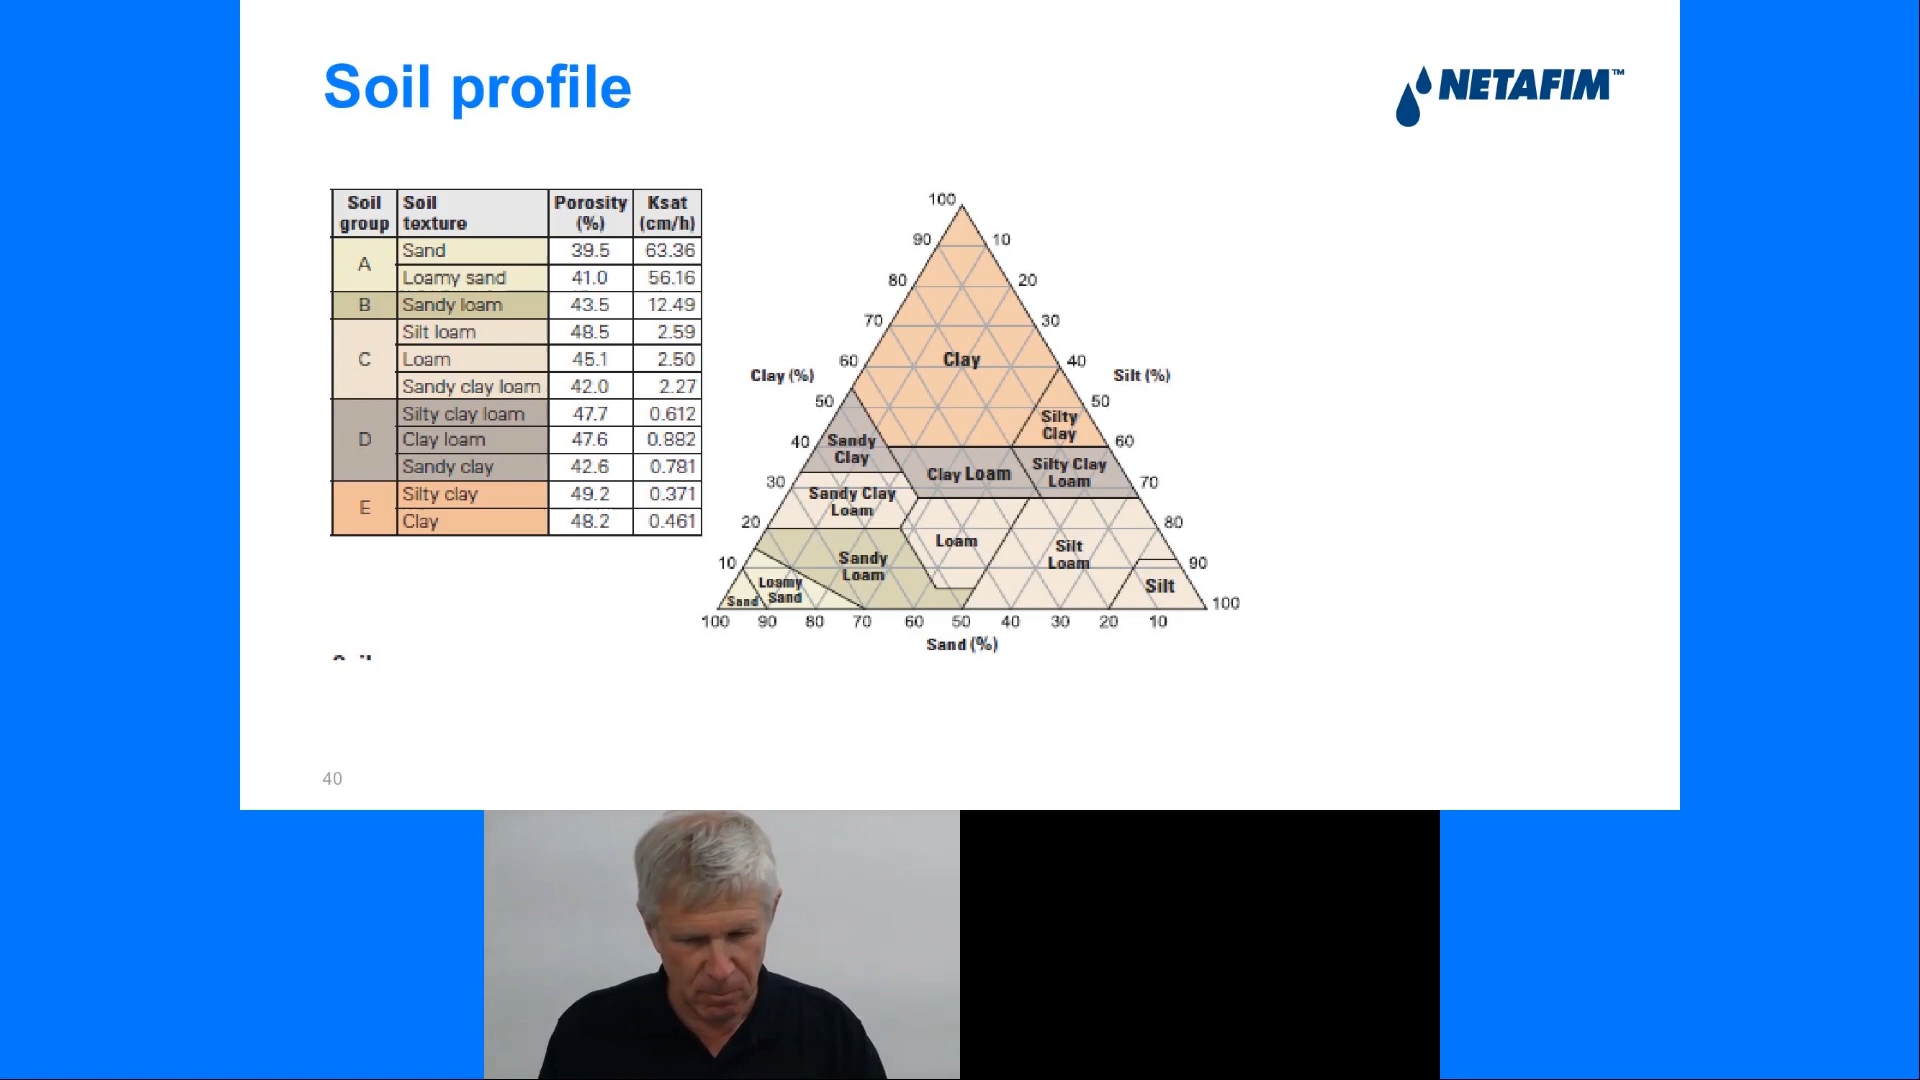 Soil profile
NETAFIM™
Soil group Soil texture Porosity (%) Ksat (cm/h)
A Sand 39.5 63.36
Loamy sand 41.0 56.16
B Sandy loam 43.5 12.49
C Silt loam 48.5 2.59
Loam 45.1 2.50
Sandy clay loam 42.0 2.27
D Silty clay loam 47.7 0.612
Clay loam 47.6 0.882
Sandy clay 42.6 0.781
E Silty clay 49.2 0.371
Clay 48.2 0.461
100
90 10
80 20
70 30
60 Clay 40
Clay (%) Silt (%)
50 50
Silty
Clay
40 60
Sandy
Clay
Clay Loam
Silty Clay
Loam
30 70
Sandy Clay
Loam
20 80
Loam
Silt
Loam
Sandy
Loam
10 90
Loamy
Sand
Sand
Silt
100
100 90 80 70 60 50 40 30 20 10
Sand (%)
40